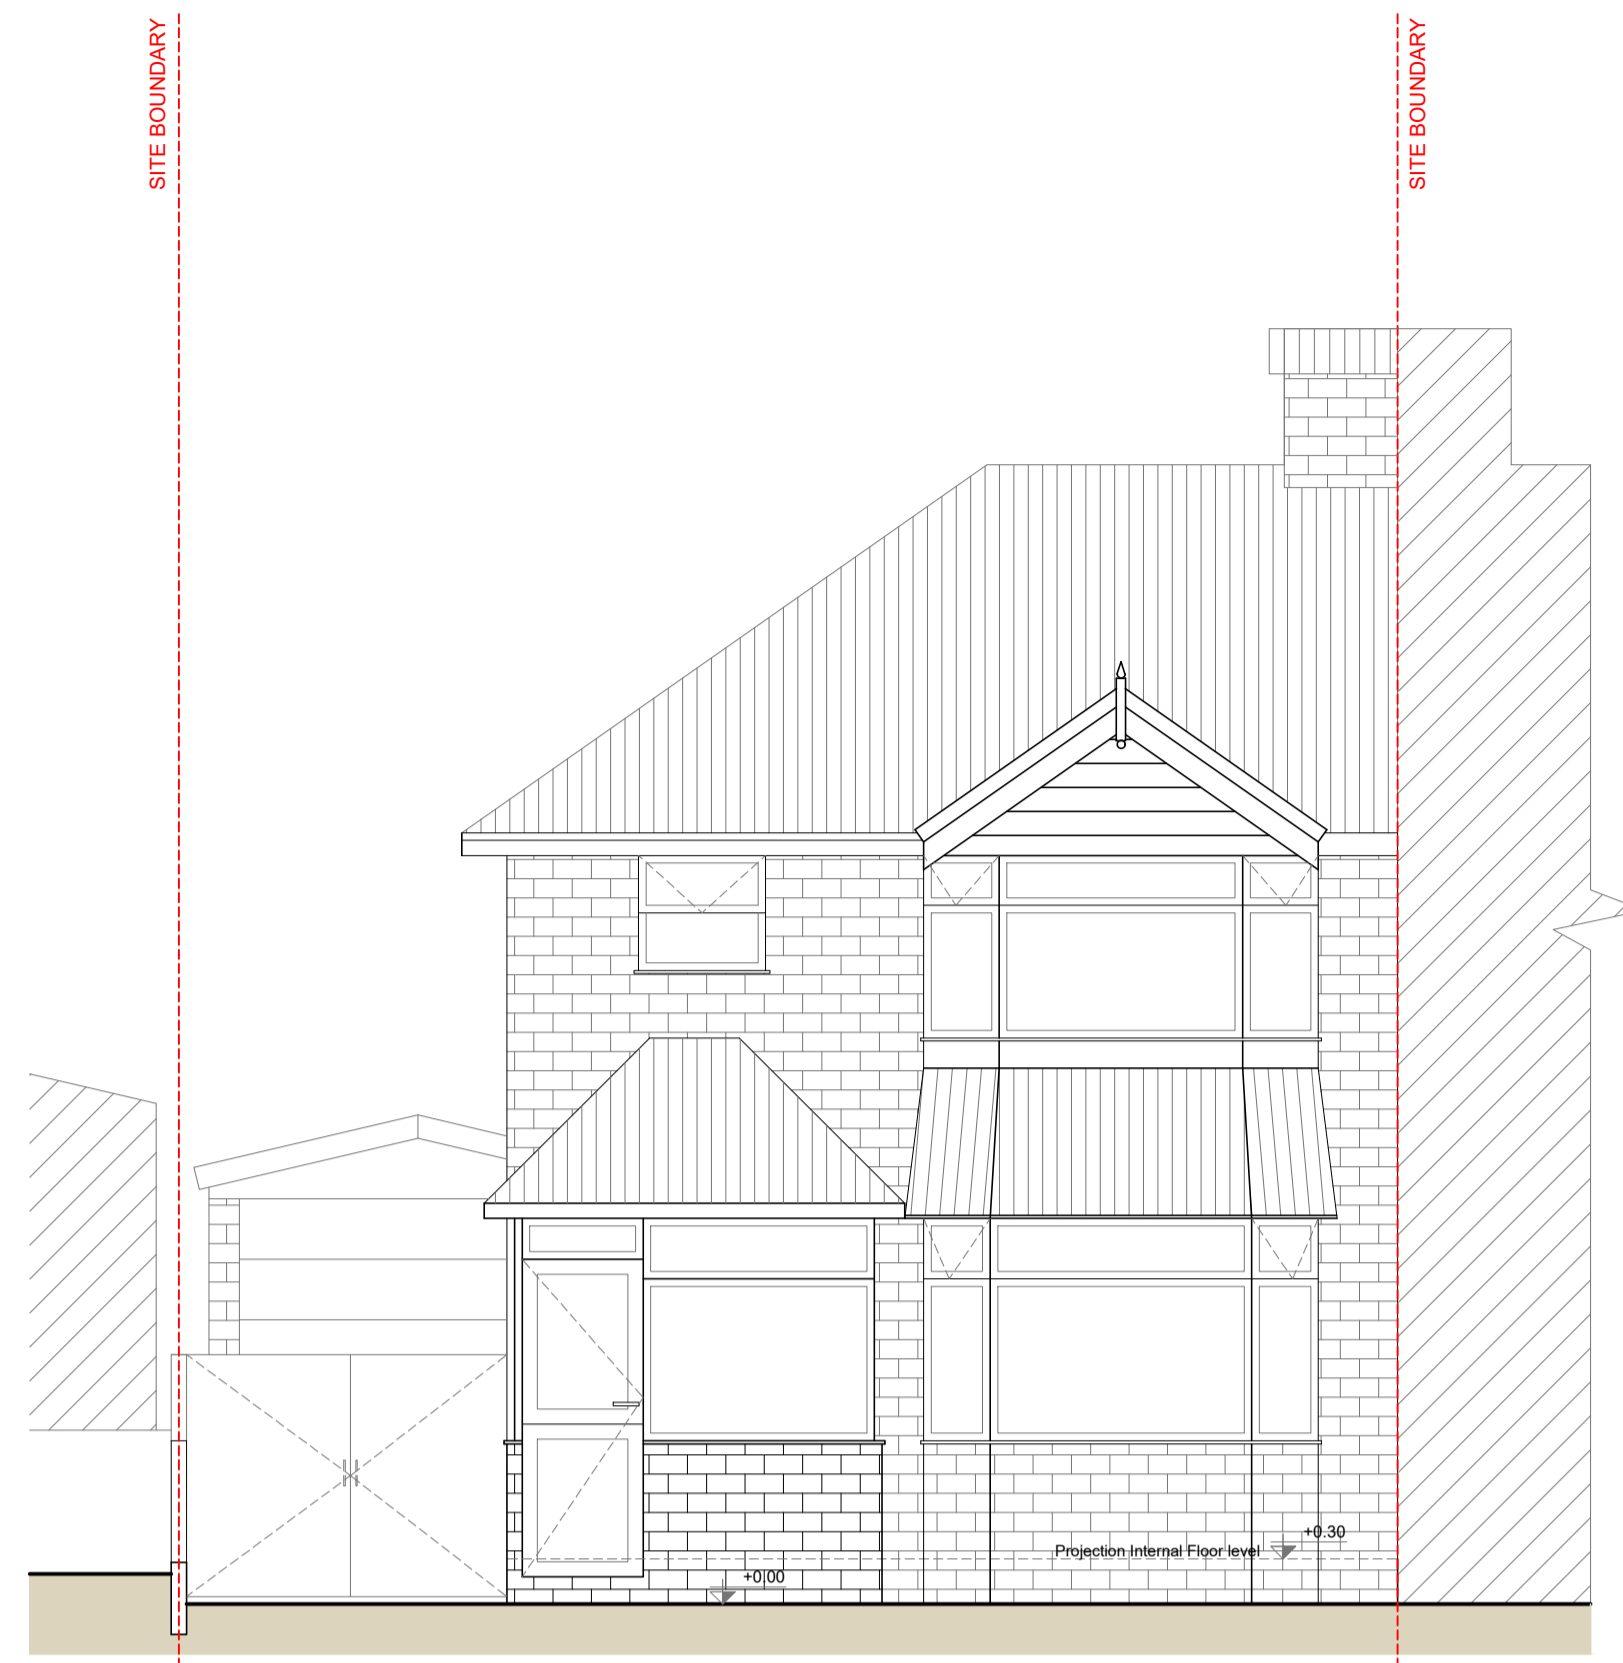 SITE BOUNDARY
SITE BOUNDARY
+0.30
Projection Internal Floor level
+0.00